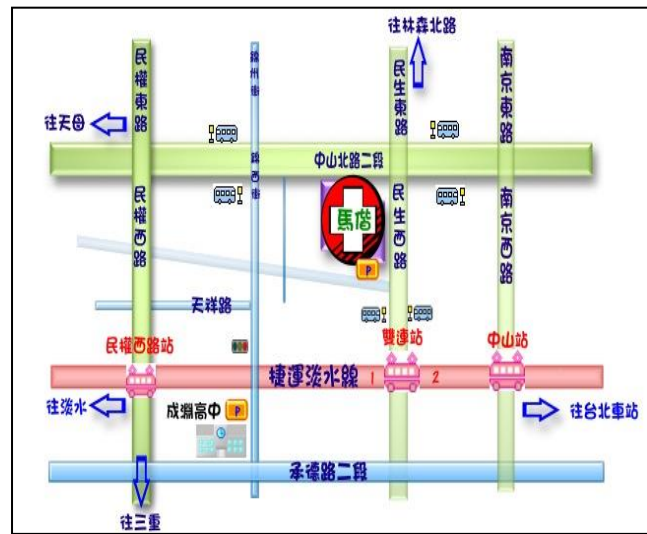 往林森北路
民權東路
錦州街
民生東路
南京東路
往天母
中山北路二段
錦西街
民權西路
馬偕
民生西路
南京西路
P
天祥路
民權西路站
雙連站
中山站
捷運淡水線
1
2
往淡水
成淵高中
P
往台北車站
承德路二段
往三重